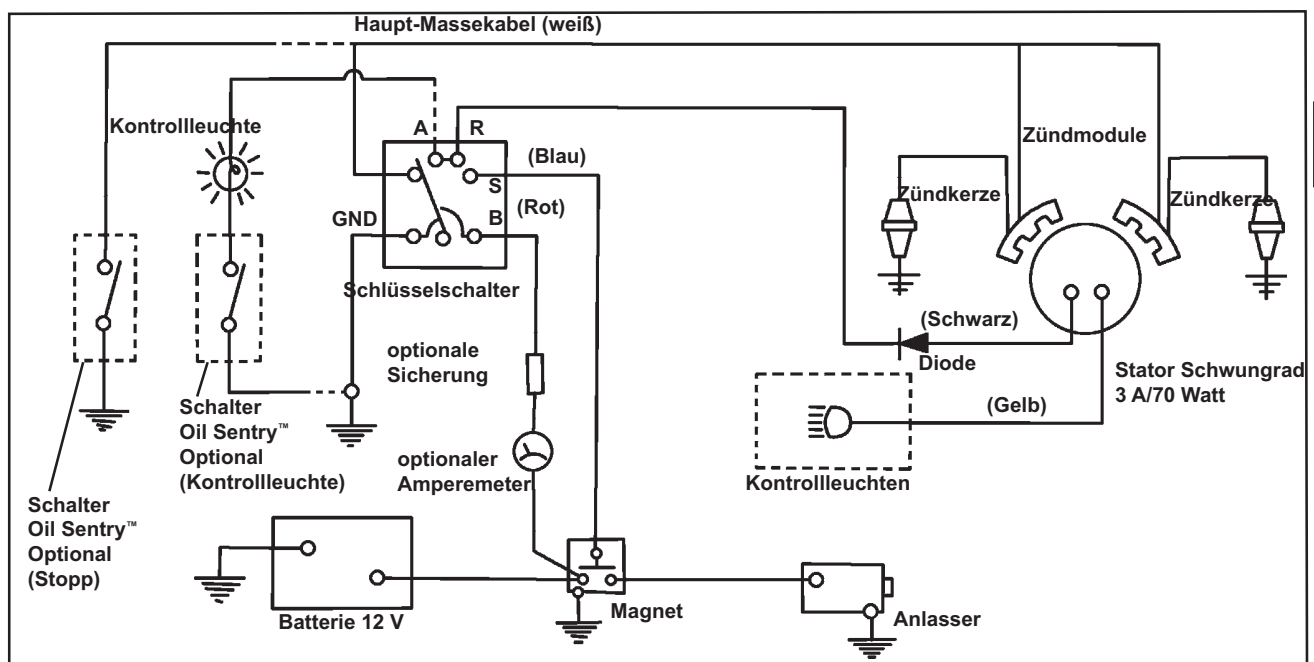 Haupt-Massekabel (weiß)
Kontrollleuchte
A
R
(Blau)
S
Zündmodule
Zündkerze
Zündkerze
GND
B
(Rot)
Schlüsselschalter
(Schwarz)
Diode
optionale
Sicherung
Stator Schwungrad
3 A/70 Watt
(Gelb)
Schalter
Oil Sentry™
Optional
(Kontrollleuchte)
optionaler
Amperemeter
Kontrollleuchten
Schalter
Oil Sentry™
Optional
(Stopp)
Batterie 12 V
Magnet
Anlasser